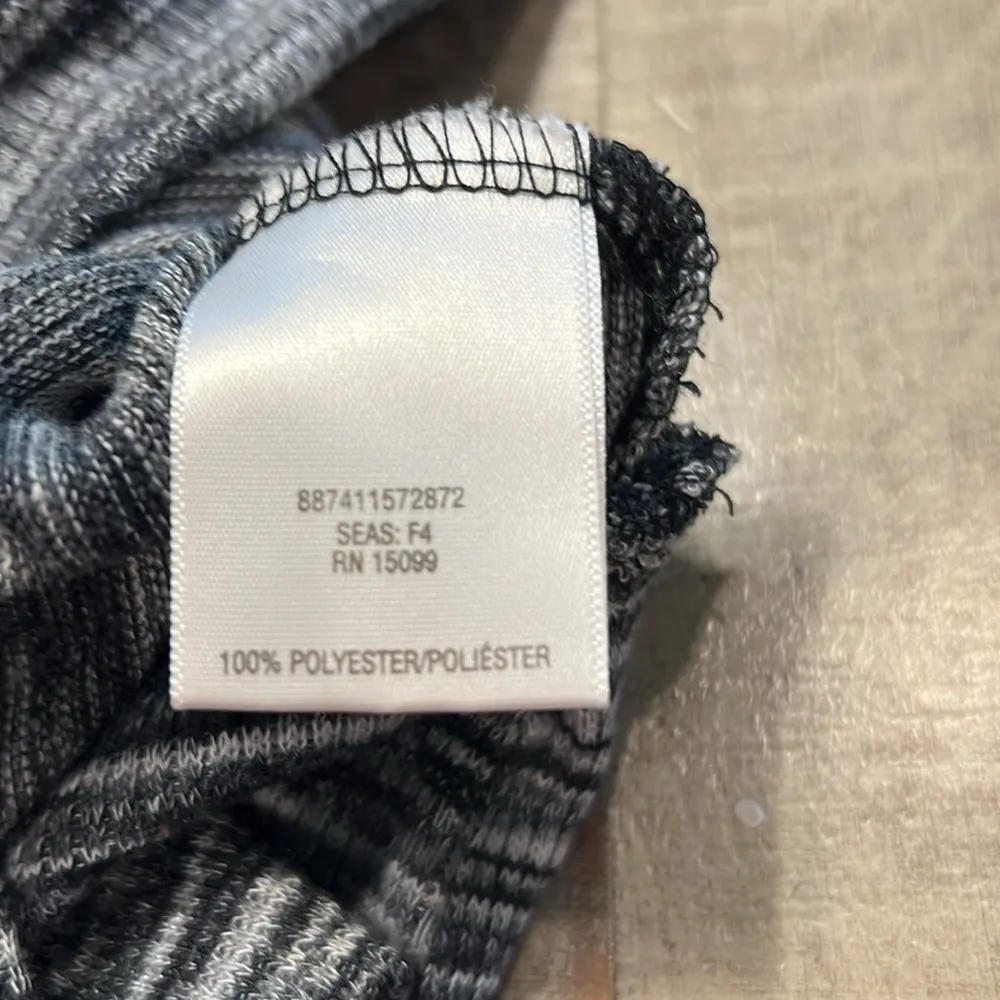 887411572872
SEAS: F4
RN 15099
100% POLYESTER/POLIÉSTER